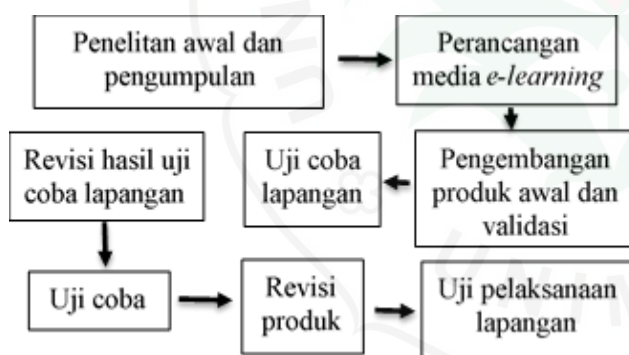 Penelitan awal dan
pengumpulan
Perancangan
media e-learning
Pengembangan
produk awal dan
validasi
Uji coba
lapangan
Revisi hasil uji
coba lapangan
Uji coba
Revisi
produk
Uji pelaksanaan
lapangan